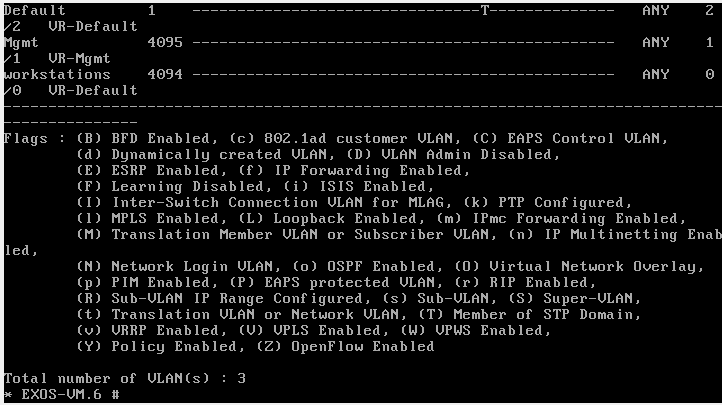 Default         1    --------------------------------T--------------   ANY    2
/2   VR-Default
Mgmt            4095 -----------------------------------------------   ANY    1
/1   VR-Mgmt
workstations    4094 -----------------------------------------------   ANY    0
/0   VR-Default
--------------------------------------------------------------------------------
---------------
Flags : (B) BFD Enabled, (c) 802.1ad customer VLAN, (C) EAPS Control VLAN,
        (d) Dynamically created VLAN, (D) VLAN Admin Disabled,
        (E) ESRP Enabled, (f) IP Forwarding Enabled,
        (F) Learning Disabled, (i) ISIS Enabled,
        (I) Inter-Switch Connection VLAN for MLAG, (k) PTP Configured,
        (l) MPLS Enabled, (L) Loopback Enabled, (m) IPmc Forwarding Enabled,
        (M) Translation Member VLAN or Subscriber VLAN, (n) IP Multinetting Enab
led,
        (N) Network Login VLAN, (o) OSPF Enabled, (O) Virtual Network Overlay,
        (p) PIM Enabled, (P) EAPS protected VLAN, (r) RIP Enabled,
        (R) Sub-VLAN IP Range Configured, (s) Sub-VLAN, (S) Super-VLAN,
        (t) Translation VLAN or Network VLAN, (T) Member of STP Domain,
        (v) VRRP Enabled, (V) VPLS Enabled, (W) VPWS Enabled,
        (Y) Policy Enabled, (Z) OpenFlow Enabled

Total number of VLAN(s) : 3
* EXOS-VM.6 #